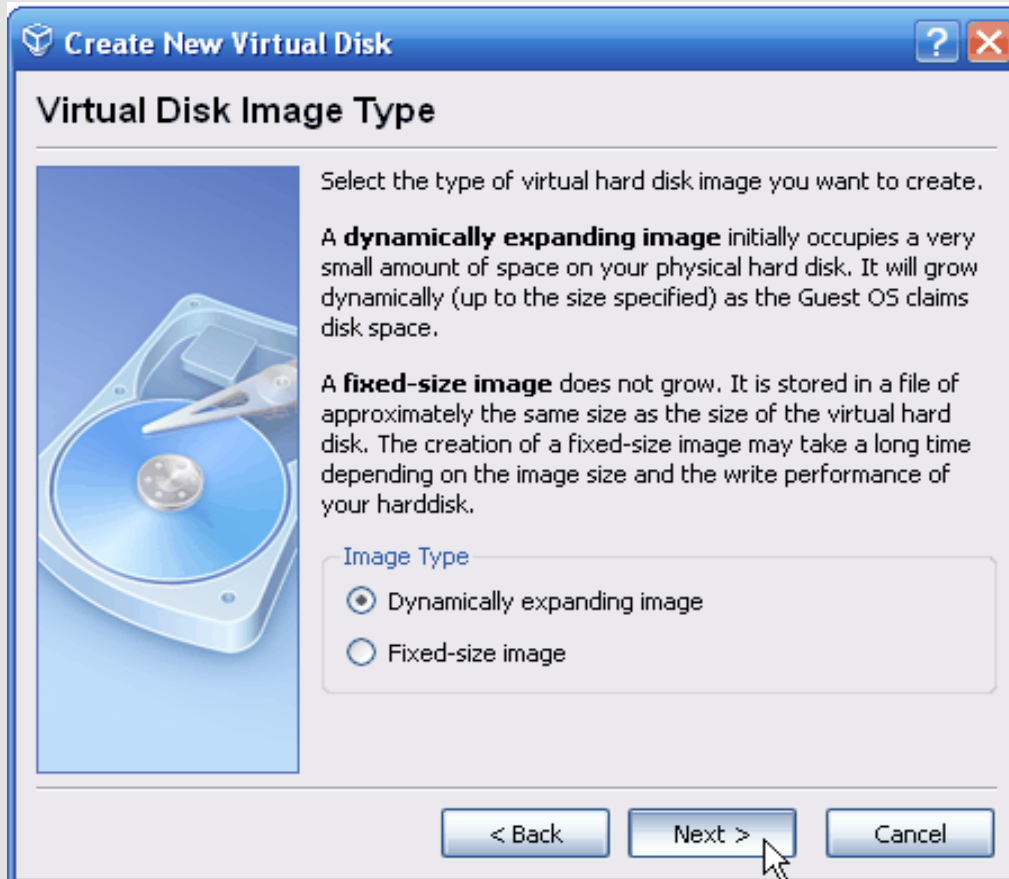 Create New Virtual Disk
Virtual Disk Image Type
Select the type of virtual hard disk image you want to create.
A dynamically expanding image initially occupies a very
small amount of space on your physical hard disk. It will grow
dynamically (up to the size specified) as the Guest OS claims
disk space.
A fixed-size image does not grow. It is stored in a file of
approximately the same size as the size of the virtual hard
disk. The creation of a fixed-size image may take a long time
depending on the image size and the write performance of
your harddisk.
Image Type
Dynamically expanding image
Fixed-size image
< Back
Next >
Cancel